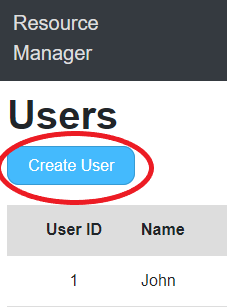 Resource
Manager
Users
Create User
User ID Name
1 John